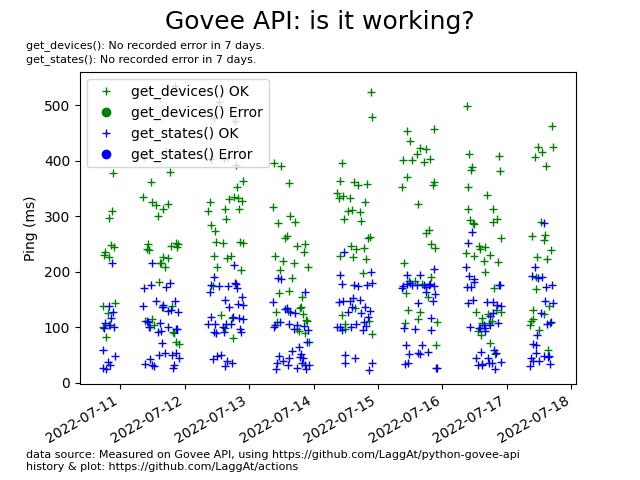 Govee API: is it working?
get_devices(): No recorded error in 7 days.
get_states(): No recorded error in 7 days.
get_devices() OK
get_devices() Error
get_states() OK
get_states() Error
Ping (ms)
500
400
300
200
100
0
2022-07-11
2022-07-12
2022-07-13
2022-07-14
2022-07-15
2022-07-16
2022-07-17
2022-07-18
data source: Measured on Govee API, using https://github.com/LaggAt/python-govee-api
history & plot: https://github.com/LaggAt/actions